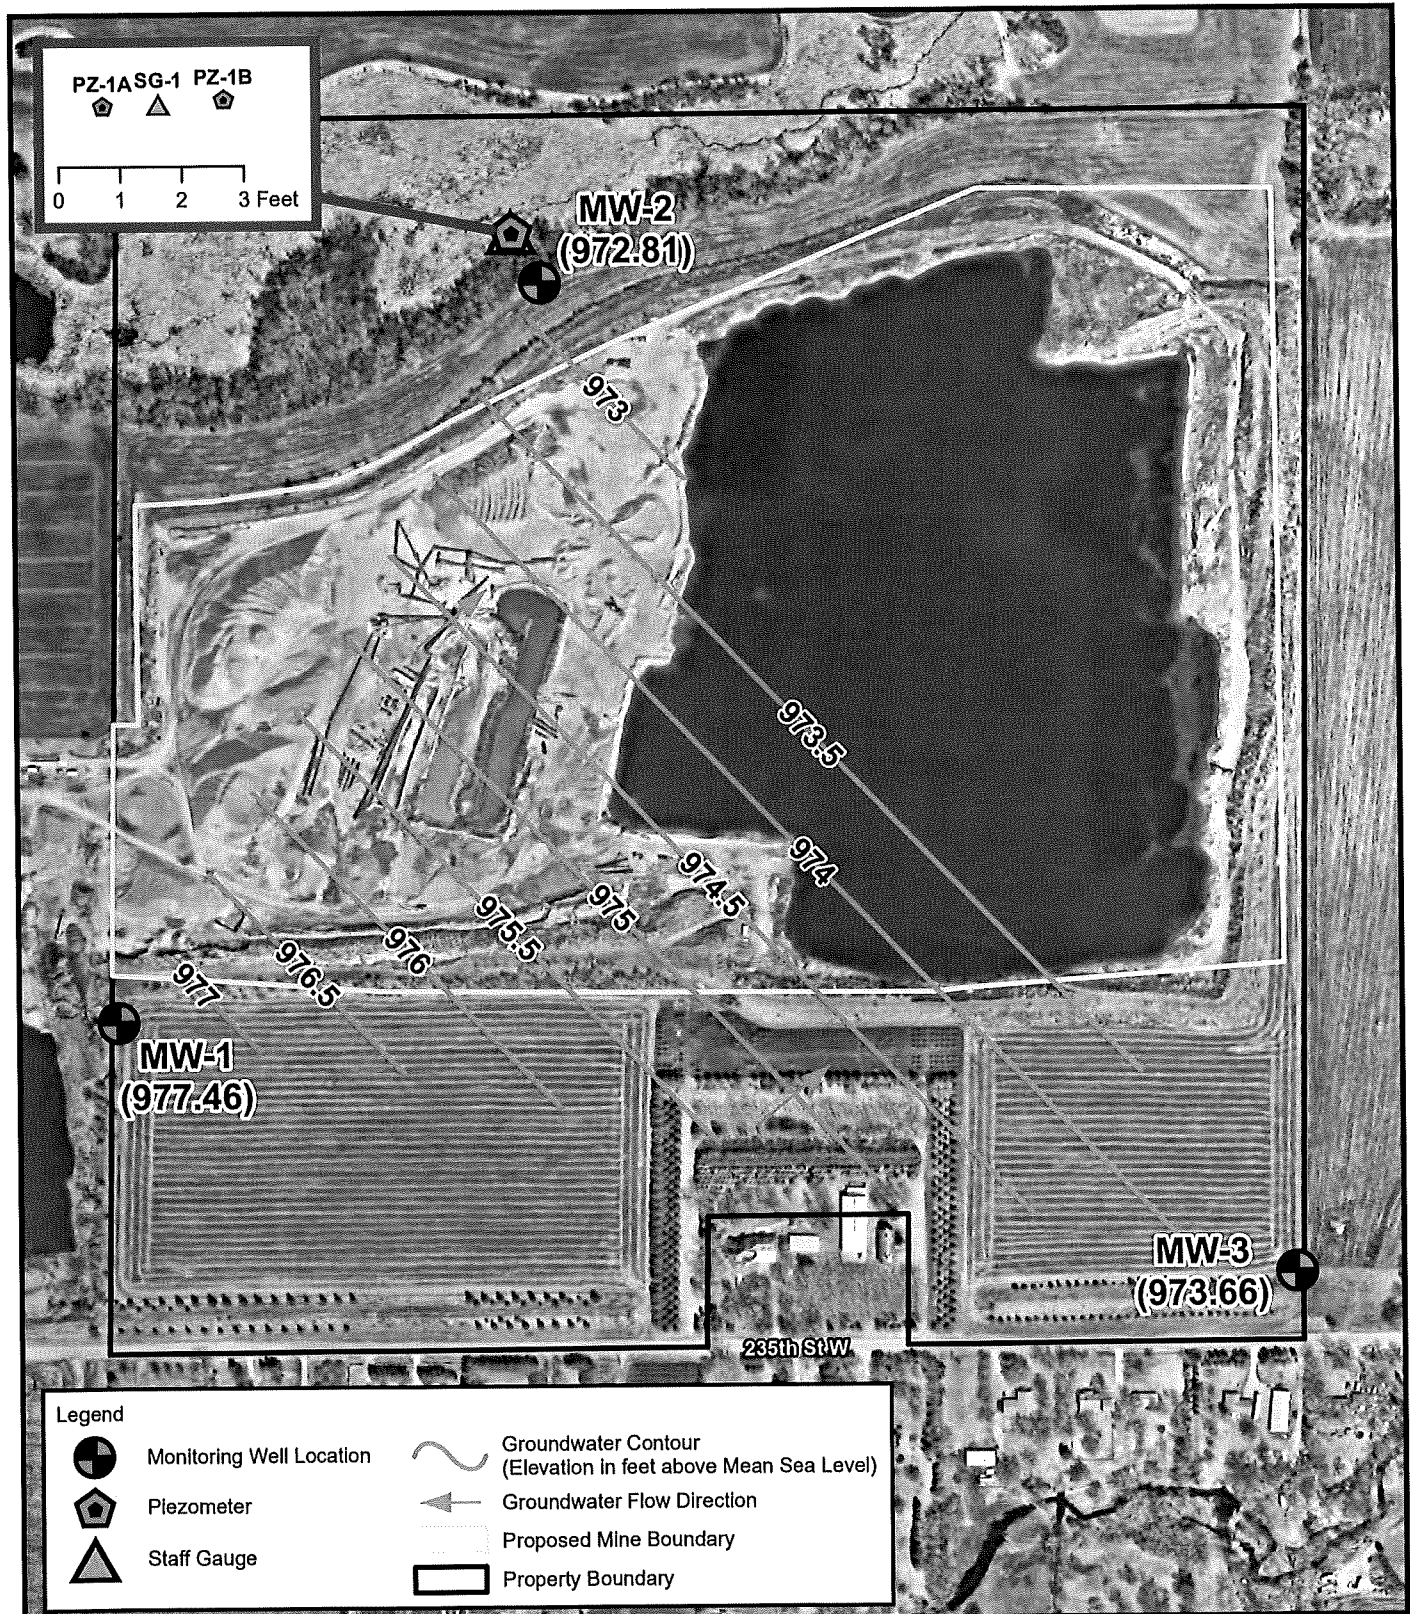 PZ-1A SG-1 PZ-1B
0 1 2 3 Feet
MW-2
(972.81)
973
973.5
974
974.5
975
975.5
976
976.5
977
MW-1
(977.46)
MW-3
(973.66)
235th St W
Legend
Monitoring Well Location
Piezometer
Staff Gauge
Groundwater Contour
(Elevation in feet above Mean Sea Level)
Groundwater Flow Direction
Proposed Mine Boundary
Property Boundary